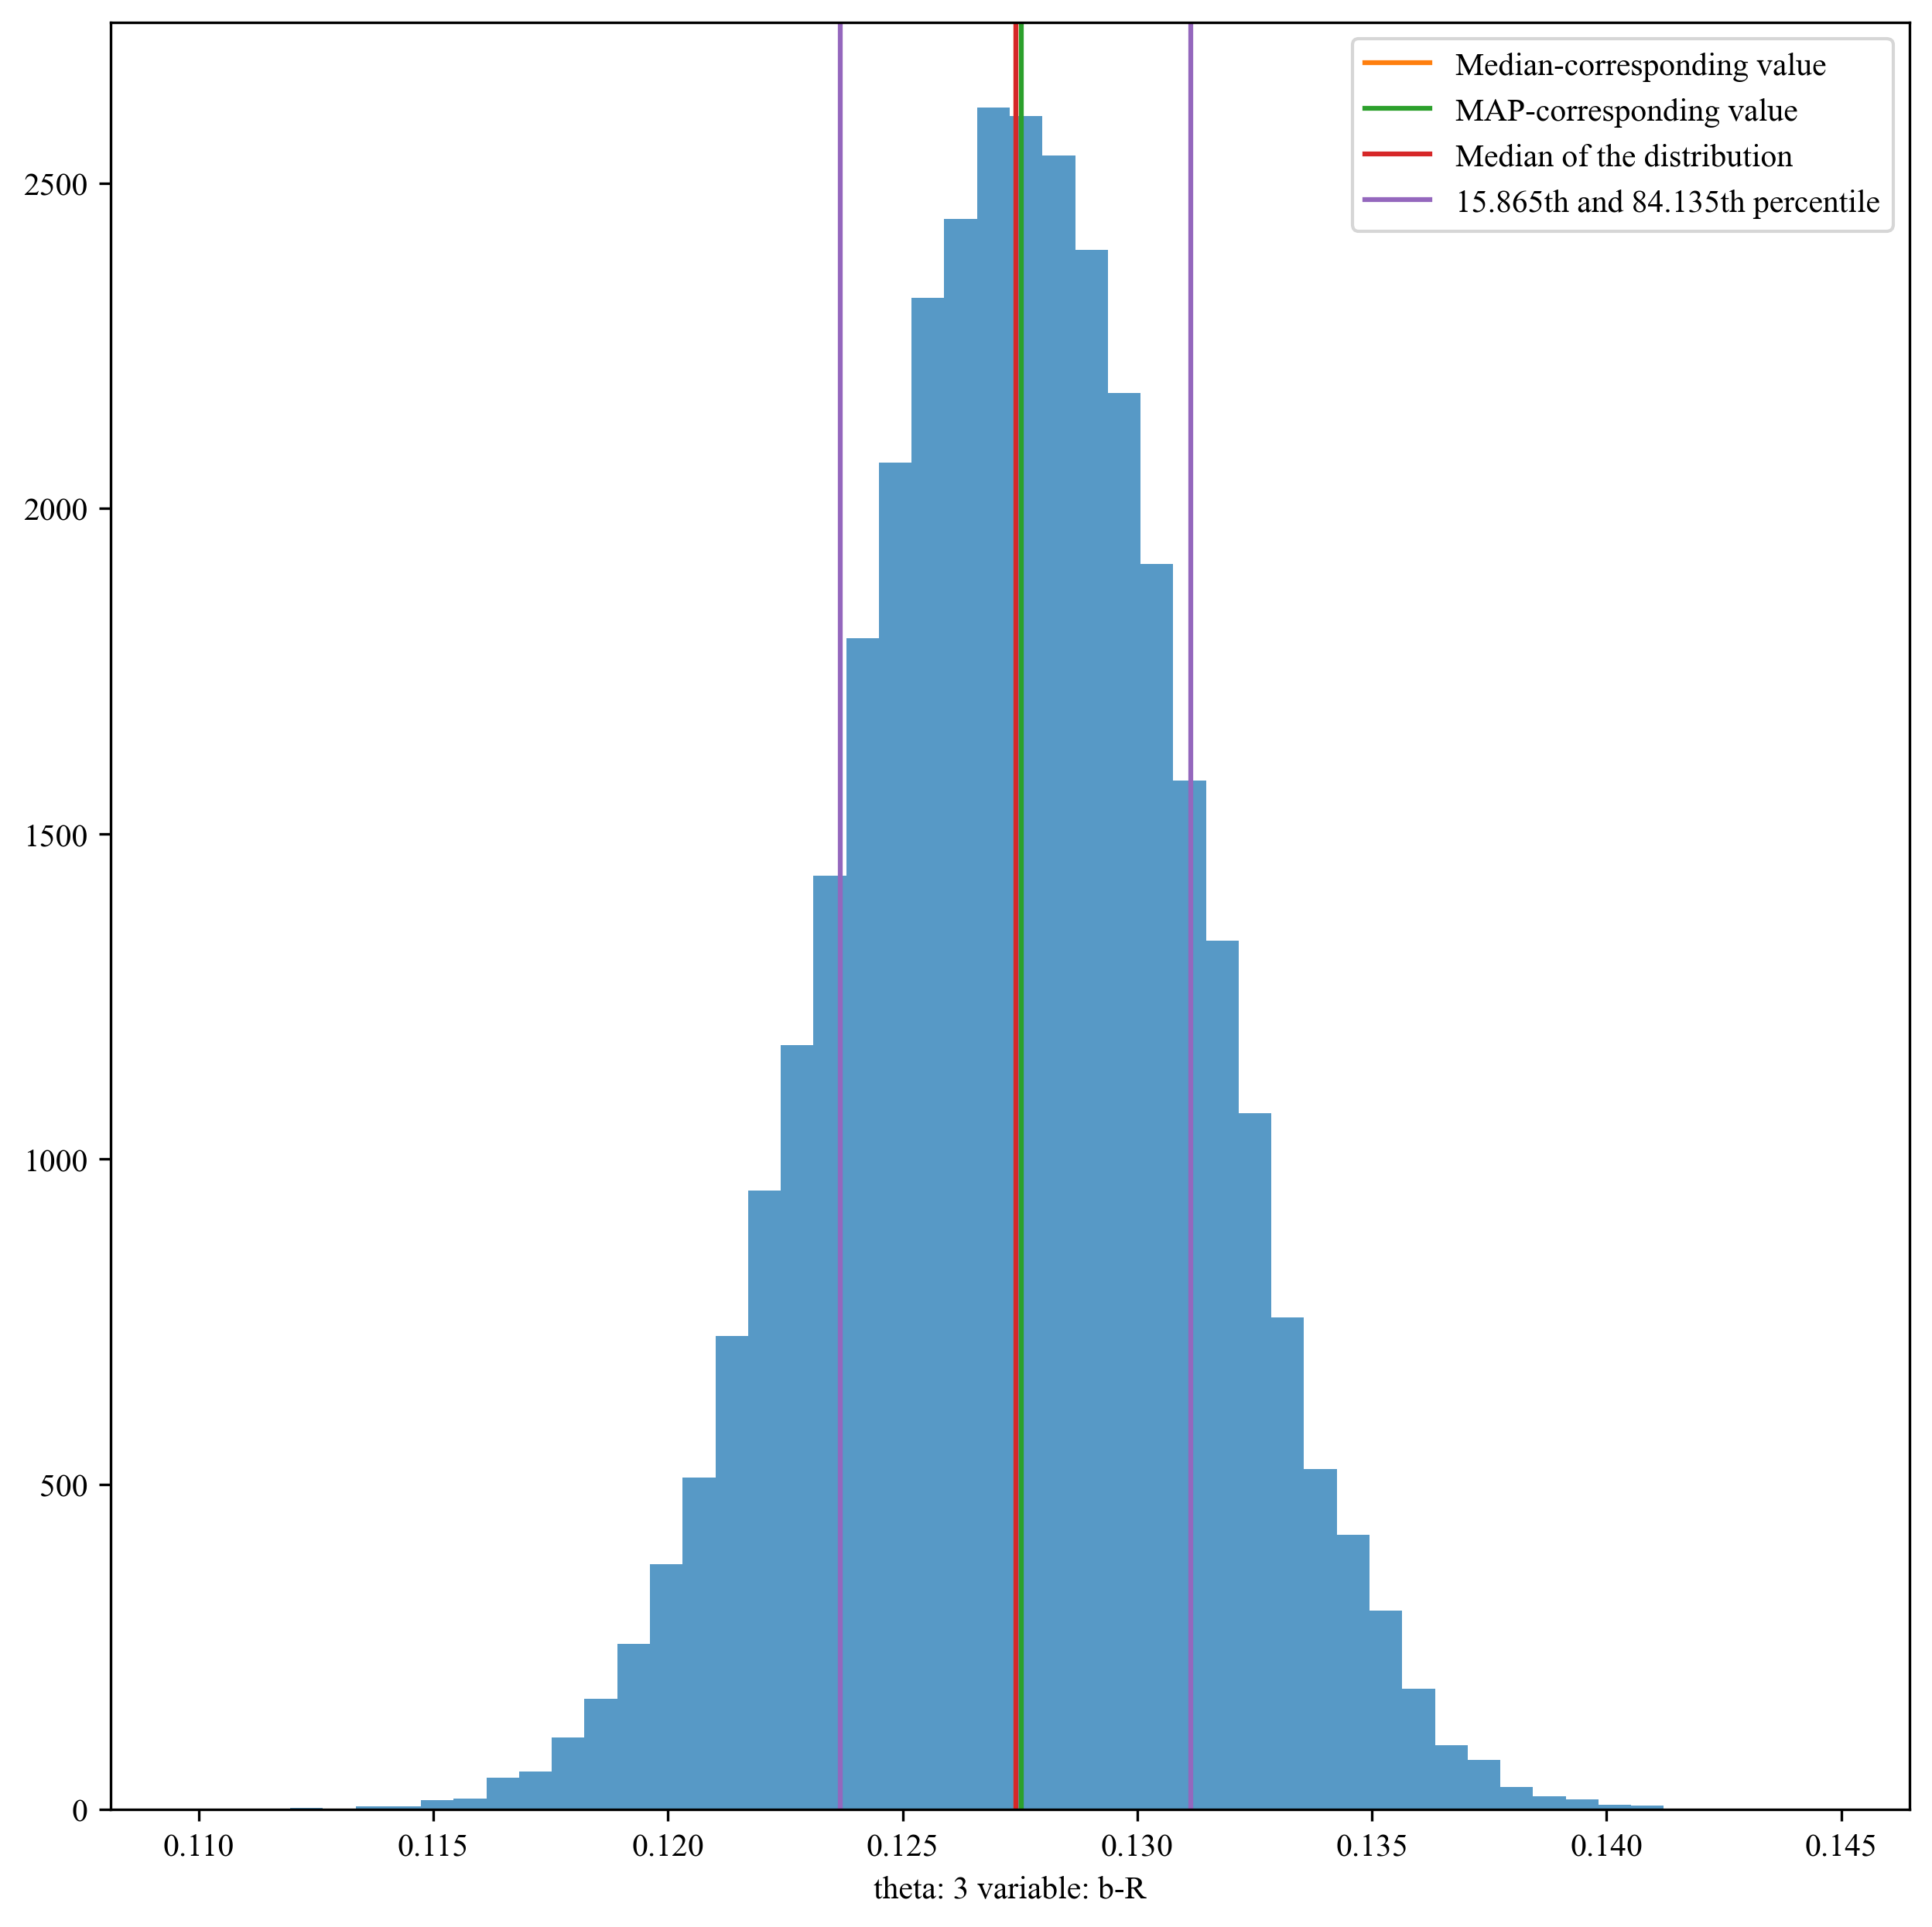 Median-corresponding value
MAP-corresponding value
Median of the distribution
15.865th and 84.135th percentile
2500
2000
1500
1000
500
0
0.110 0.115 0.120 0.125 0.130 0.135 0.140 0.145
theta: 3 variable: b-R